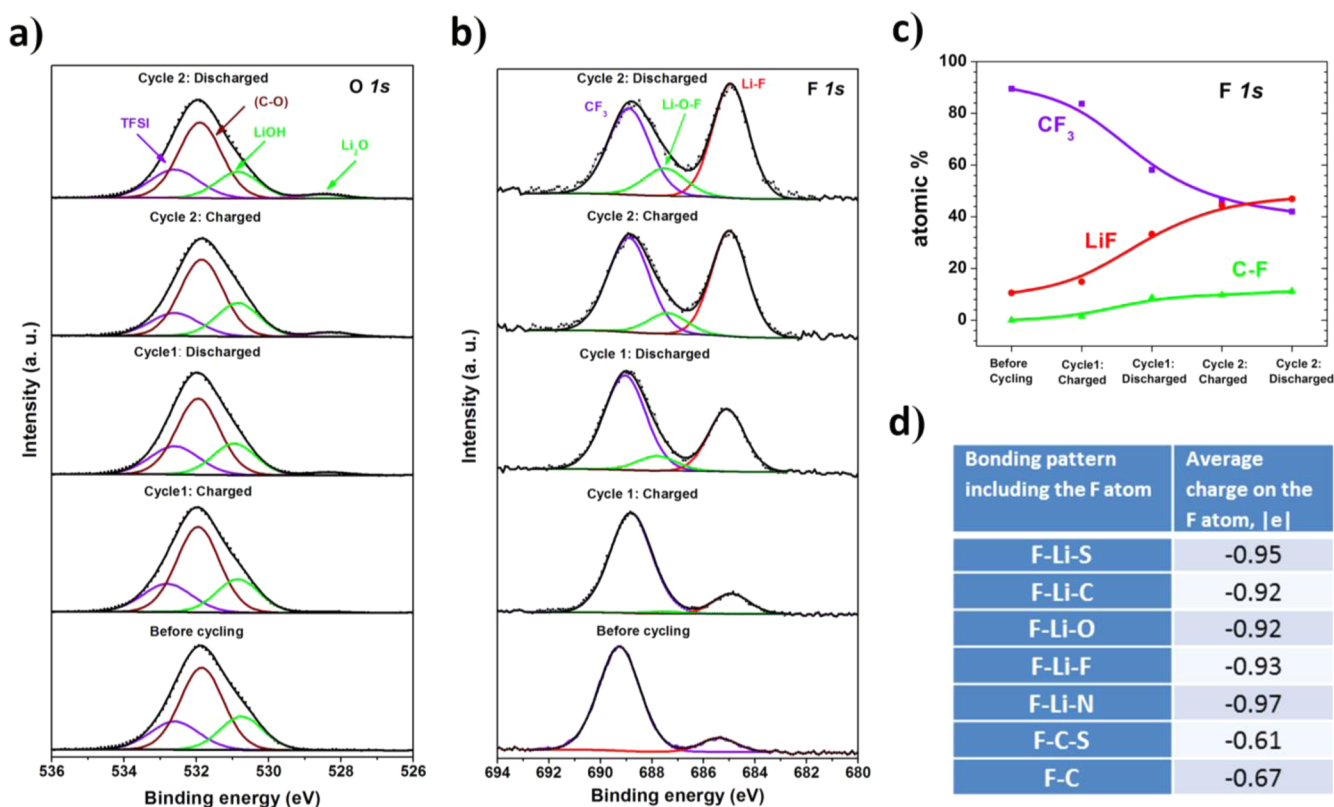 a)
Cycle 2: Discharged
O 1s
(C-O)
TFSI
LiOH
Li₂O
Cycle 2: Charged
Cycle1: Discharged
Cycle1: Charged
Before cycling
Intensity (a. u.)
536 534 532 530 528 526
Binding energy (eV)
b)
Cycle 2: Discharged
F 1s
Li-F
CF₃
Li-O-F
Cycle 2: Charged
Cycle 1: Discharged
Cycle 1: Charged
Before cycling
Intensity (a. u.)
694 692 690 688 686 684 682 680
Binding energy (eV)
c)
100
80
60
40
20
0
atomic %
F 1s
CF₃
LiF
C-F
Before Cycle1: Cycle1: Cycle 2: Cycle 2:
Cycling Charged Discharged Charged Discharged
d)
Bonding pattern Average
including the F atom charge on the
F atom, |e|
F-Li-S -0.95
F-Li-C -0.92
F-Li-O -0.92
F-Li-F -0.93
F-Li-N -0.97
F-C-S -0.61
F-C -0.67